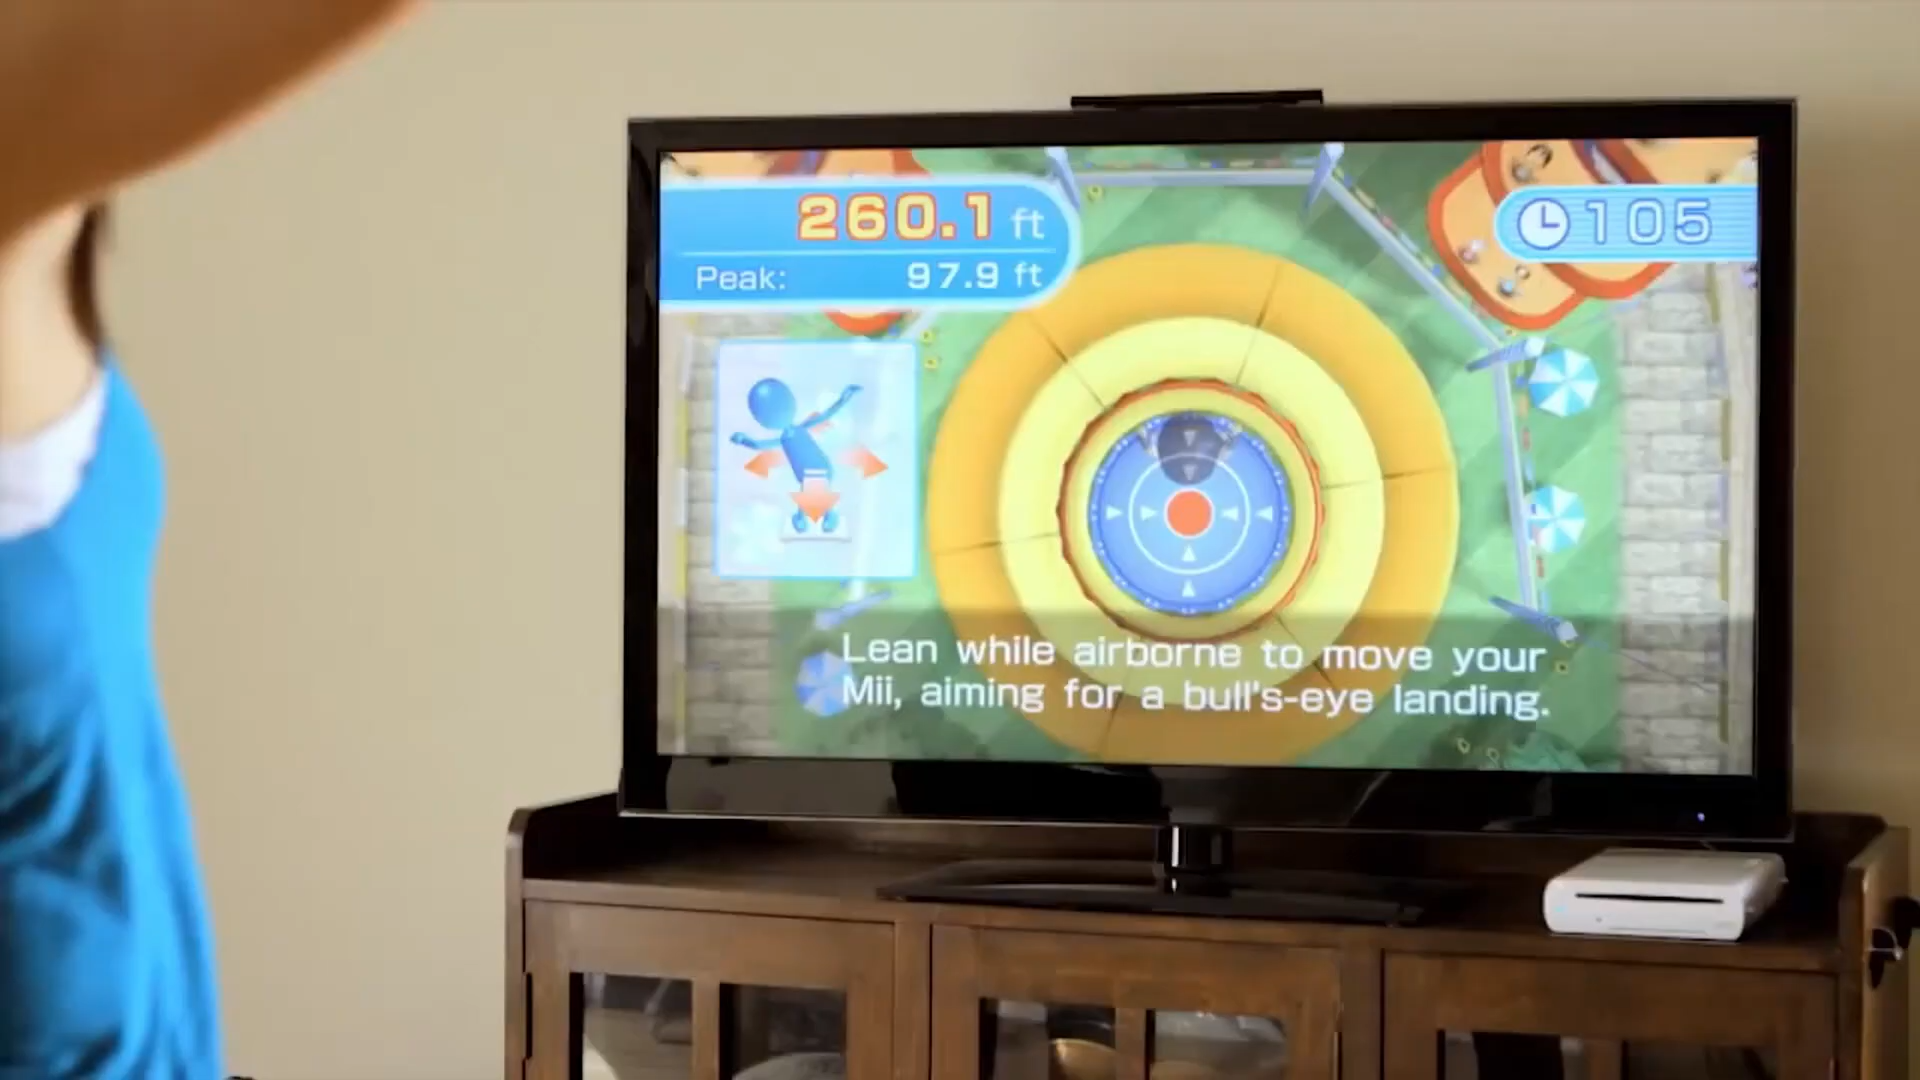 260.1 ft
Peak: 97.9 ft
105
Lean while airborne to move your
Mii, aiming for a bull's-eye landing.